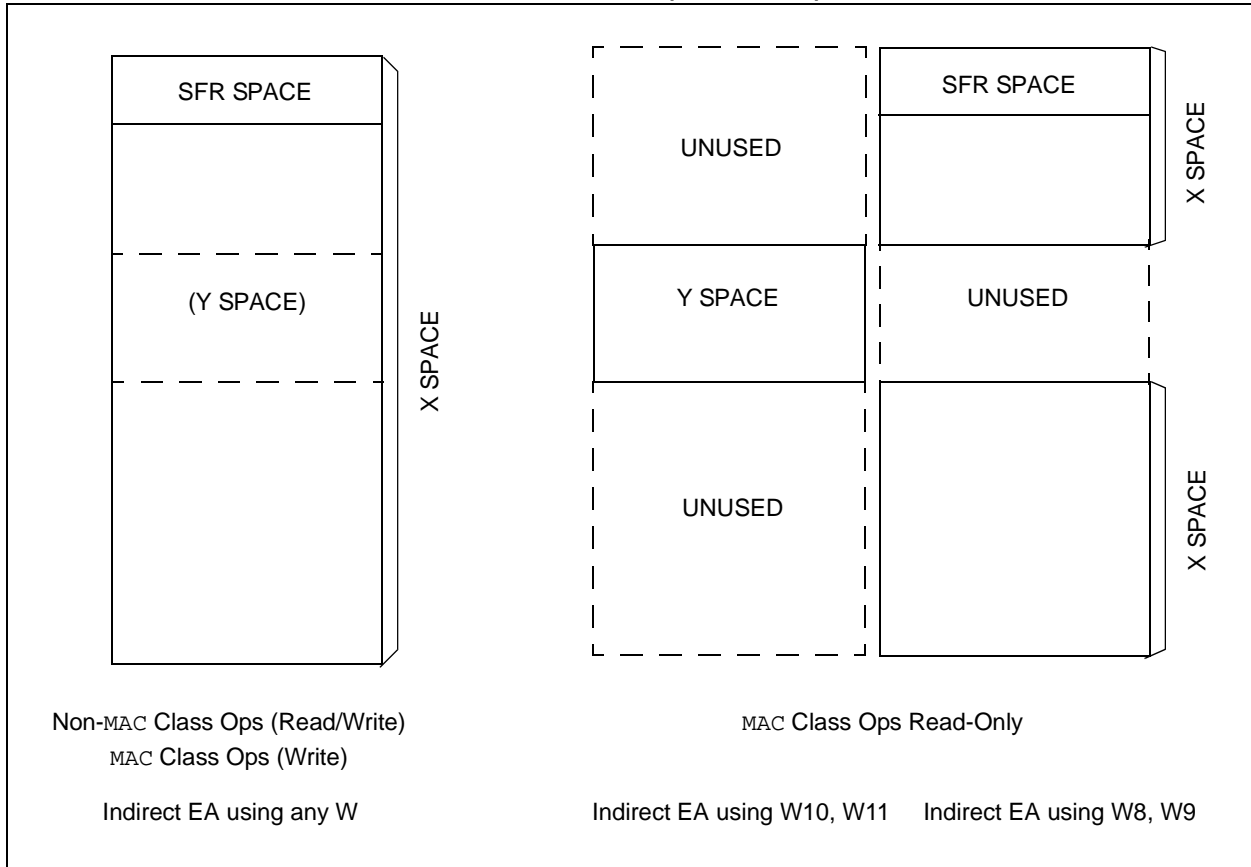 SFR SPACE
(Y SPACE)
X SPACE
Non-MAC Class Ops (Read/Write)
MAC Class Ops (Write)
Indirect EA using any W
UNUSED
Y SPACE
UNUSED
SFR SPACE
X SPACE
UNUSED
X SPACE
MAC Class Ops Read-Only
Indirect EA using W10, W11
Indirect EA using W8, W9